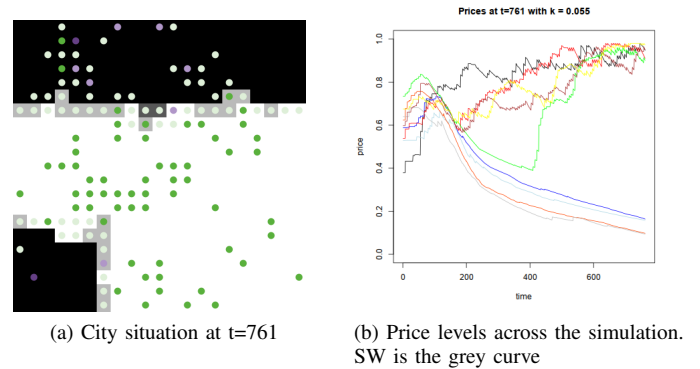 Prices at t=761 with k = 0.055
price
0.0
0.2
0.4
0.6
0.8
1.0
0
200
400
600
time
(a) City situation at t=761
(b) Price levels across the simulation.
SW is the grey curve